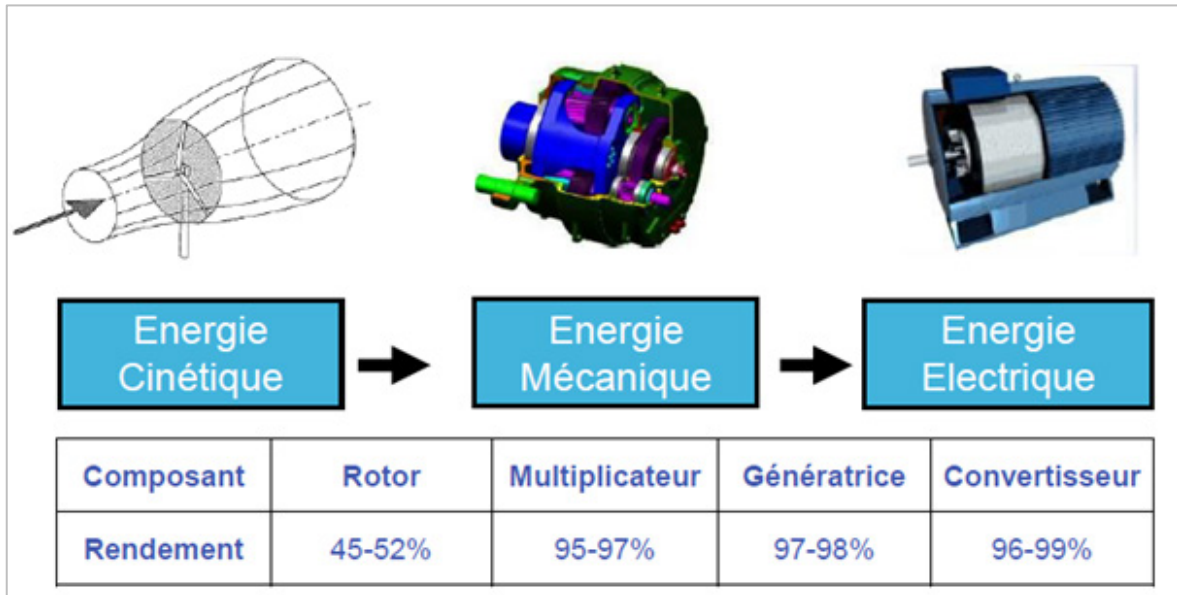 Energie
Cinétique
Energie
Mécanique
Energie
Electrique
Composant Rotor Multiplicateur Génératrice Convertisseur
Rendement 45-52% 95-97% 97-98% 96-99%